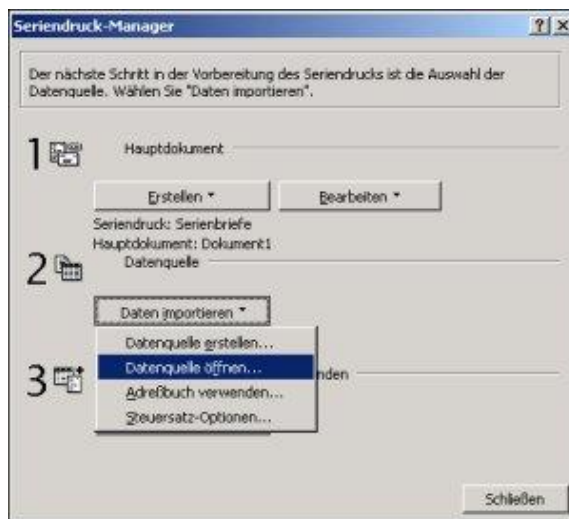 Seriendruck-Manager
Der nächste Schritt in der Vorbereitung des Seriendrucks ist die Auswahl der
Datenquelle. Wählen Sie "Daten importieren".
1 Hauptdokument
Erstellen Bearbeiten
Seriendruck: Serienbriefe
Hauptdokument: Dokument1
2 Datenquelle
Daten importieren
Datenquelle erstellen...
Datenquelle öffnen...
3 nden
Adreßbuch verwenden...
Steuersatz-Optionen...
Schließen